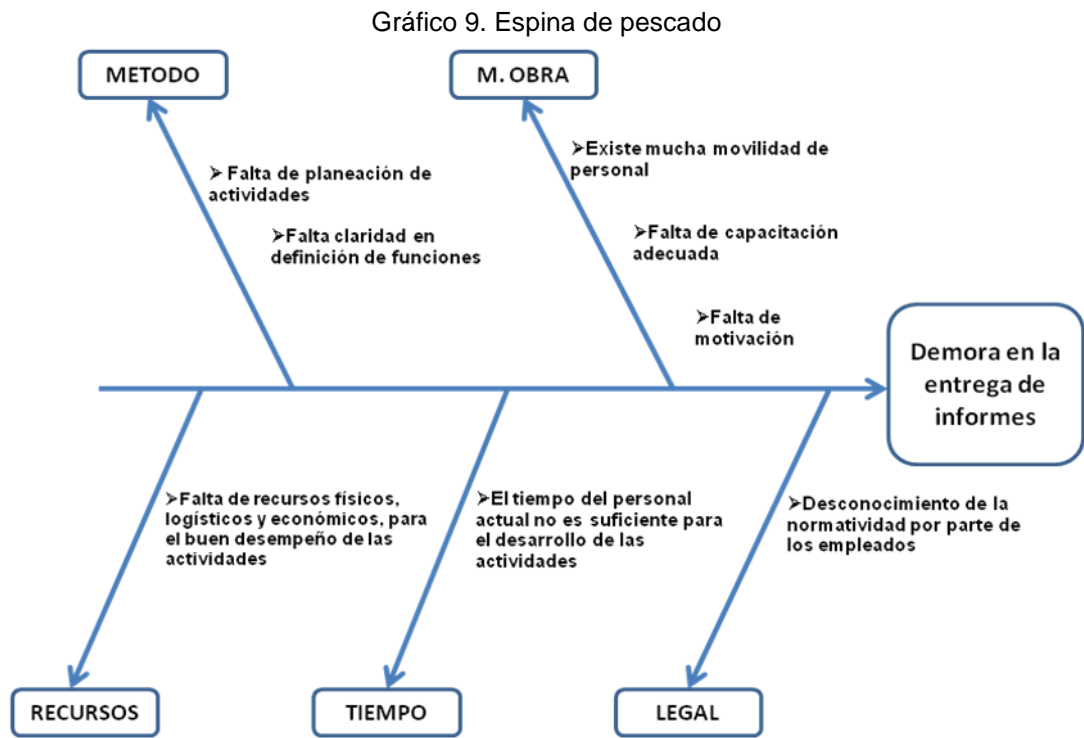 Gráfico 9. Espina de pescado
METODO
M. OBRA
➤Existe mucha movilidad de
personal
➤ Falta de planeación de
actividades
➤Falta claridad en
definición de funciones
➤Falta de capacitación
adecuada
➤Falta de
motivación
Demora en la
entrega de
informes
➤Falta de recursos físicos,
logísticos y económicos, para
el buen desempeño de las
actividades
➤El tiempo del personal
actual no es suficiente para
el desarrollo de las
actividades
➤Desconocimiento de la
normatividad por parte de
los empleados
RECURSOS
TIEMPO
LEGAL